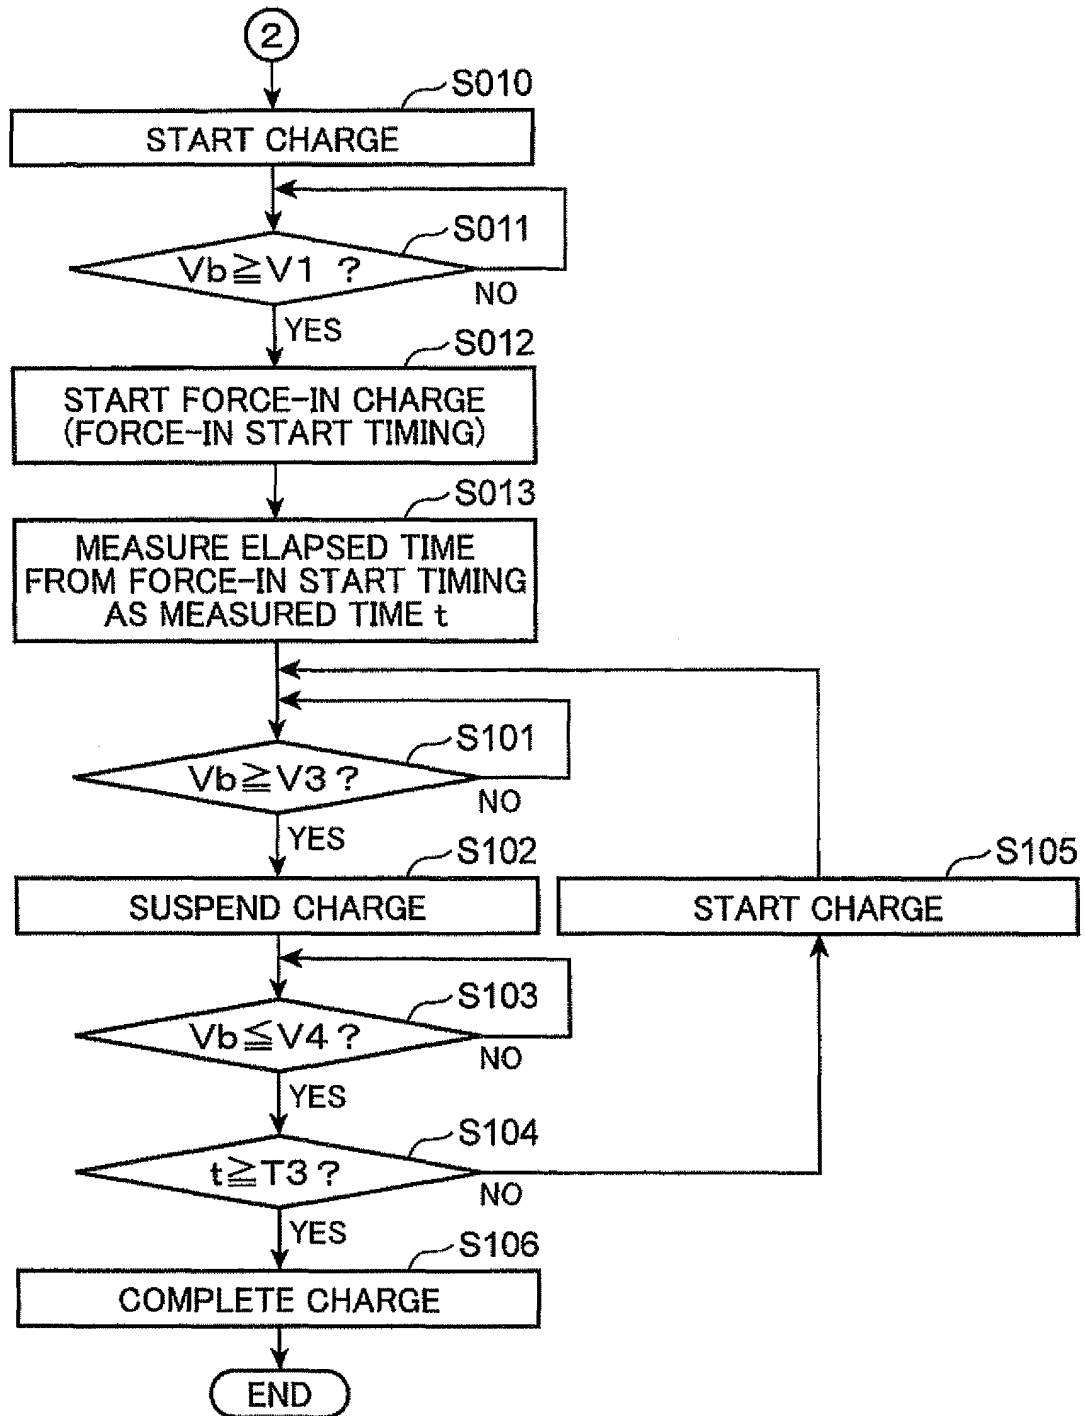 2
S010
START CHARGE
S011
Vb≧V1 ?
NO
YES
S012
START FORCE-IN CHARGE
(FORCE-IN START TIMING)
S013
MEASURE ELAPSED TIME
FROM FORCE-IN START TIMING
AS MEASURED TIME t
S101
Vb≧V3 ?
NO
YES
S102
SUSPEND CHARGE
S105
START CHARGE
S103
Vb≦V4 ?
NO
YES
S104
t≧T3 ?
NO
YES
S106
COMPLETE CHARGE
END